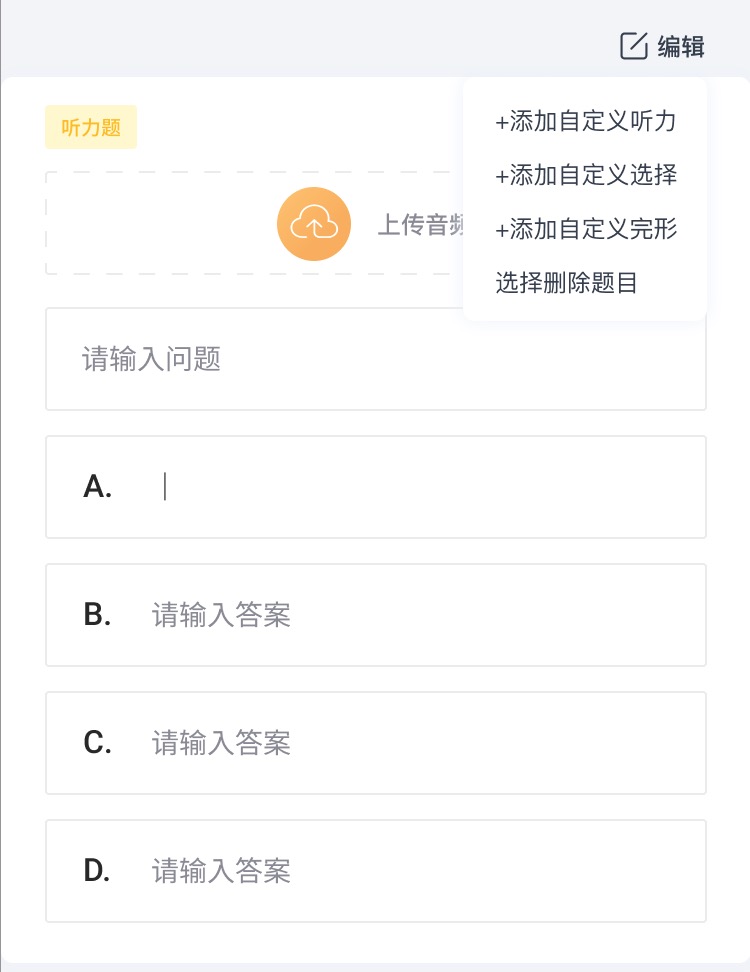 编辑
听力题
+添加自定义听力
+添加自定义选择
+添加自定义完形
选择删除题目
上传音频
请输入问题
A.
B. 请输入答案
C. 请输入答案
D. 请输入答案